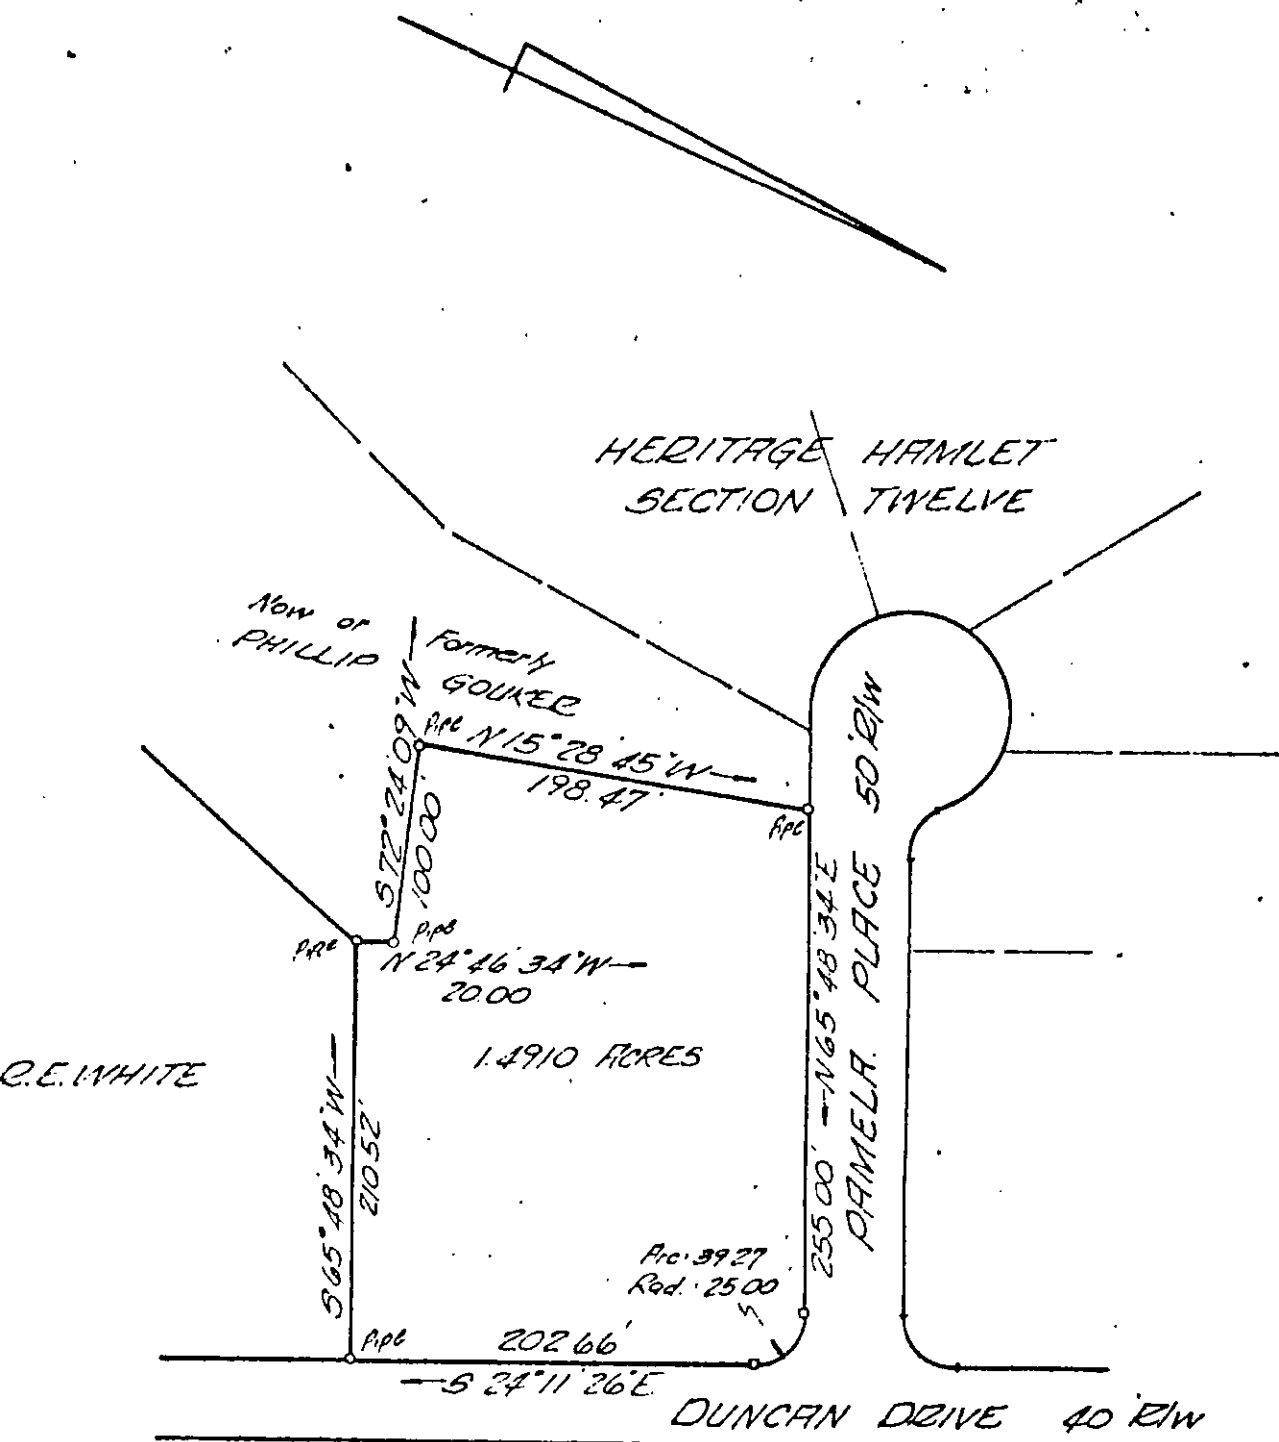 HERITAGE HAMLET
SECTION TWELVE
Now or Formerly
PHILLIP GOUKER
S 72° 24' 09" W
100.00'
Pipe
N 15° 28' 45" W
198.47'
Pipe
Pipe
Pipe
N 24° 46' 34" W
20.00
1.4910 ACRES
R.E. WHITE
S 65° 48' 34" W
210.52'
255.00' N 65° 48' 34" E
PAMELA PLACE 50' R/W
Arc: 39.27
Rad.: 25.00
Pipe
202.66'
S 24° 11' 26" E
DUNCAN DRIVE 40' R/W